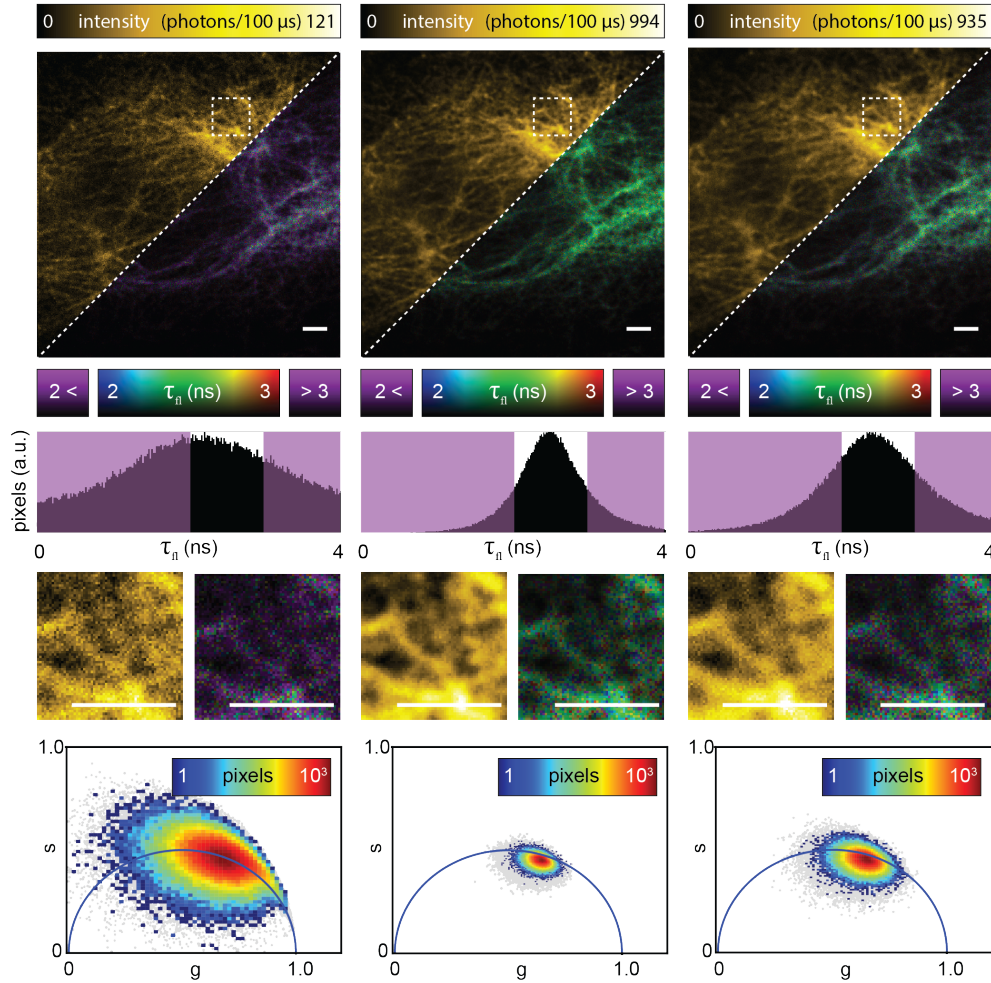 0 intensity (photons/100 µs) 121
0 intensity (photons/100 µs) 994
0 intensity (photons/100 µs) 935
2 < 2 τfl (ns) 3 > 3
2 < 2 τfl (ns) 3 > 3
2 < 2 τfl (ns) 3 > 3
pixels (a.u.)
0 τfl (ns) 4
0 τfl (ns) 4
0 τfl (ns) 4
1.0
1 pixels 10³
s
0
0 g 1.0
1.0
1 pixels 10³
s
0
0 g 1.0
1.0
1 pixels 10³
s
0
0 g 1.0